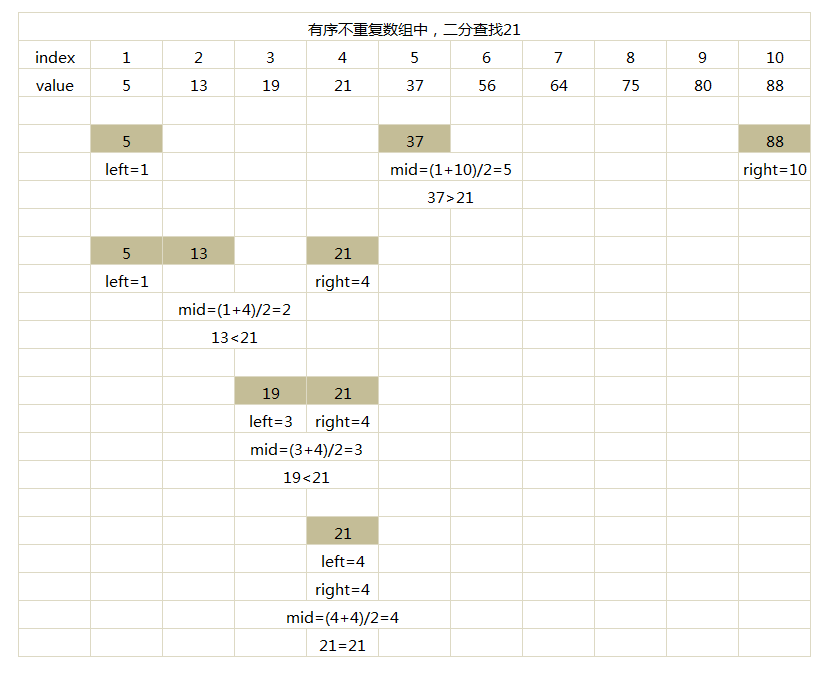 有序不重复数组中，二分查找21
index 1 2 3 4 5 6 7 8 9 10
value 5 13 19 21 37 56 64 75 80 88
5 37 88
left=1 mid=(1+10)/2=5 right=10
37>21
5 13 21
left=1 right=4
mid=(1+4)/2=2
13<21
19 21
left=3 right=4
mid=(3+4)/2=3
19<21
21
left=4
right=4
mid=(4+4)/2=4
21=21